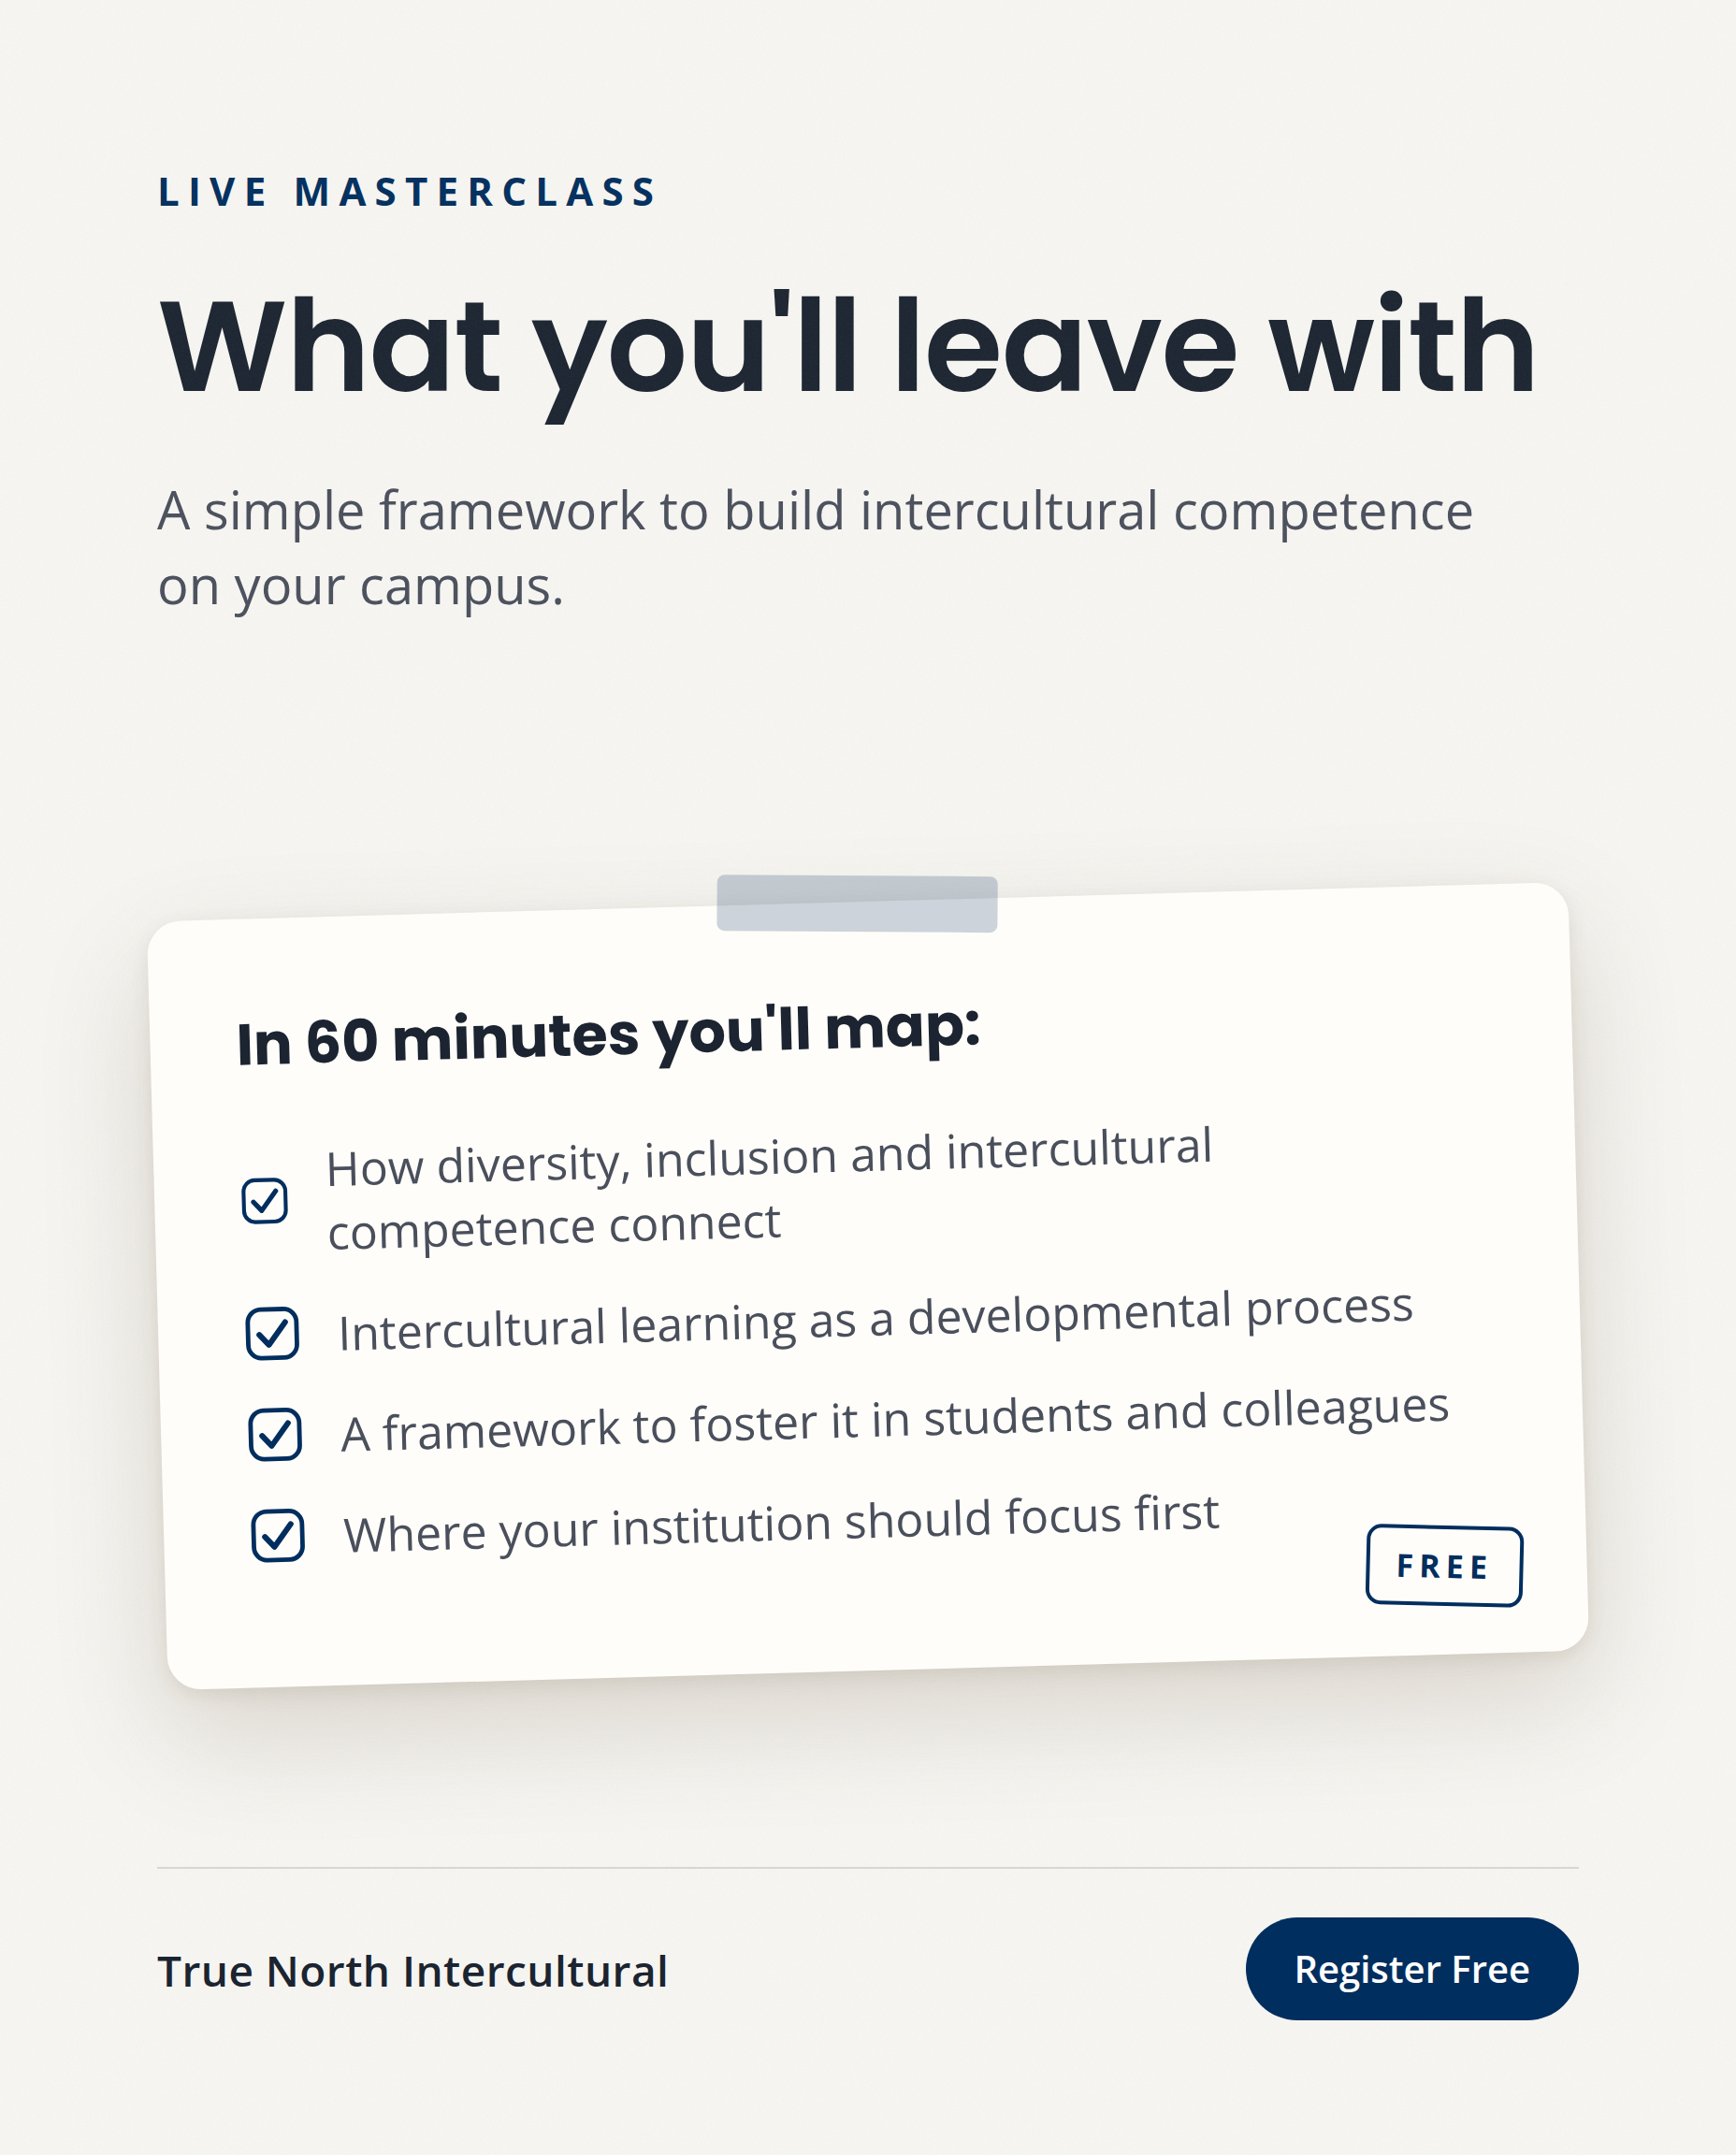 LIVE MASTERCLASS
What you'll leave with
A simple framework to build intercultural competence
on your campus.
In 60 minutes you'll map:
How diversity, inclusion and intercultural
competence connect
Intercultural learning as a developmental process
A framework to foster it in students and colleagues
Where your institution should focus first
FREE
True North Intercultural
Register Free